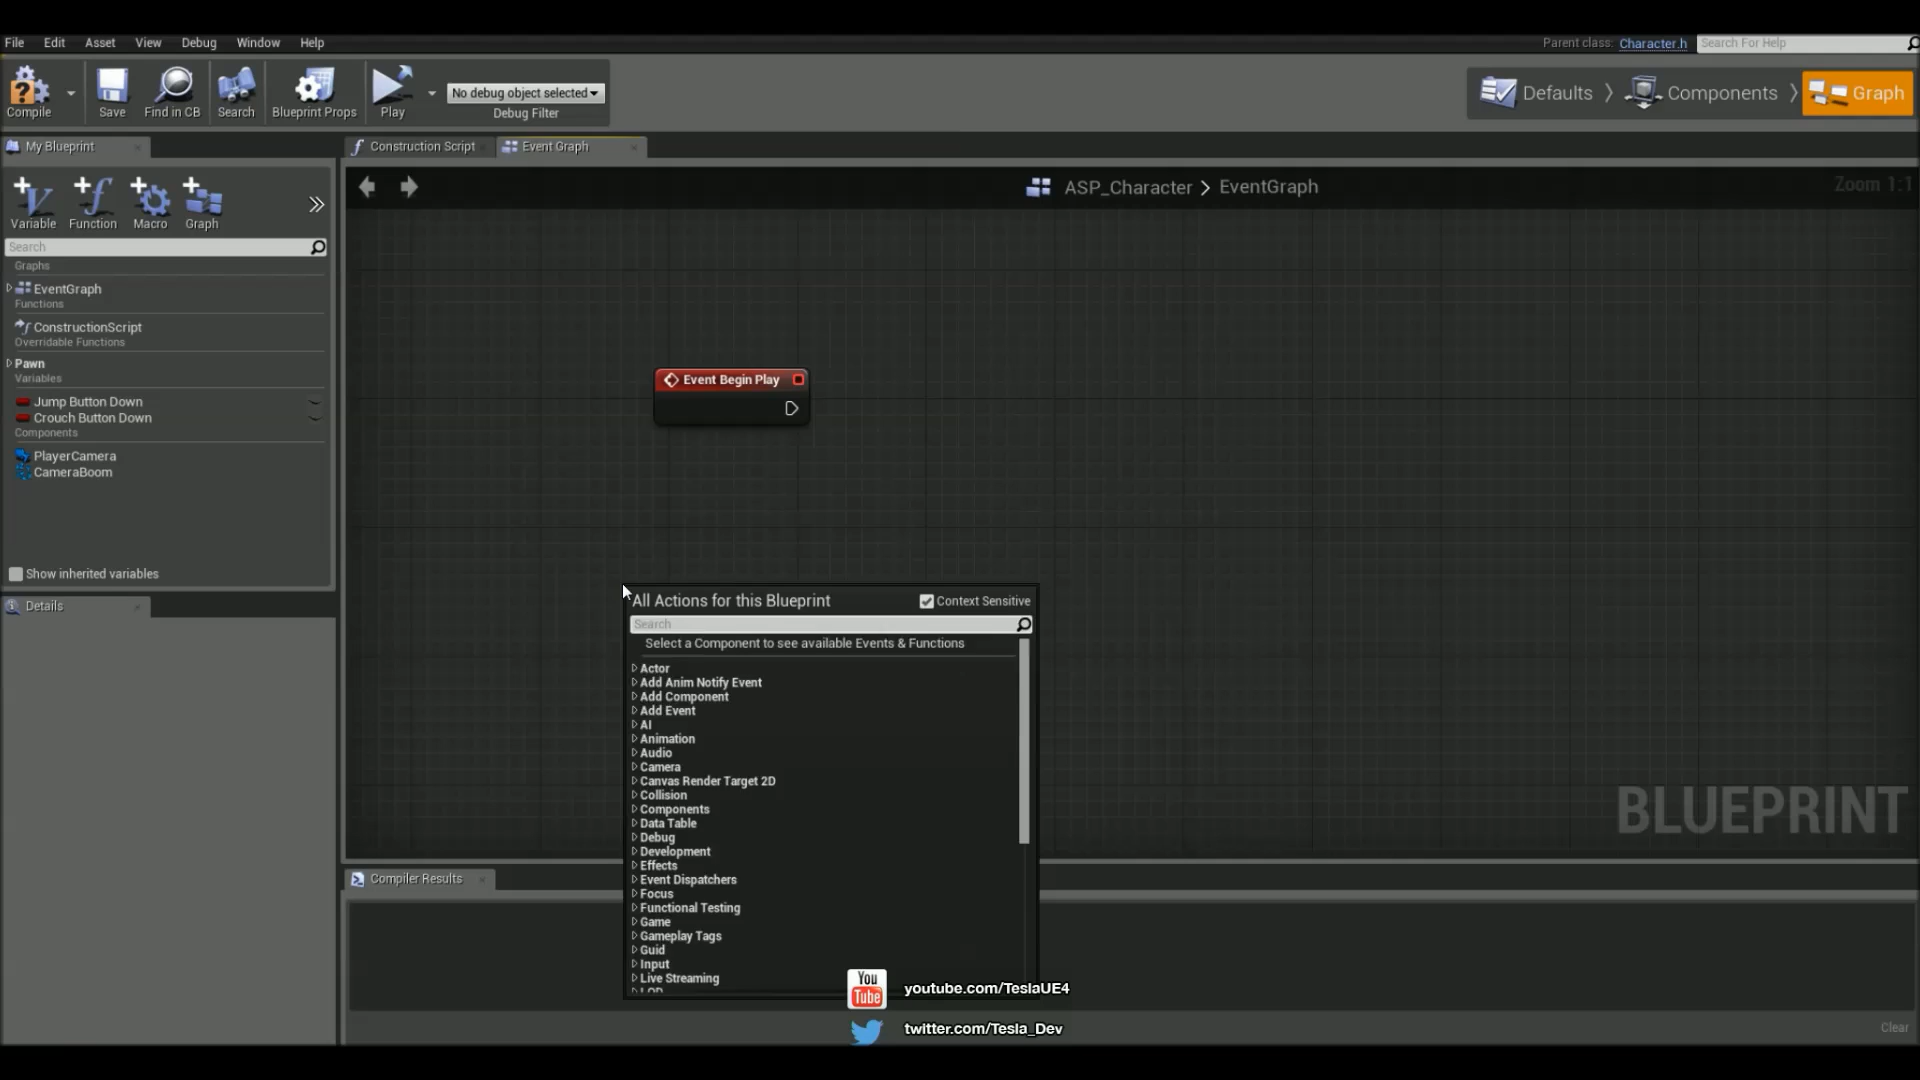 File Edit Asset View Debug Window Help
Parent class: Character.h Search For Help
Compile Save Find in CB Search Blueprint Props Play
No debug object selected
Debug Filter
Defaults Components Graph
My Blueprint
Construction Script Event Graph
Variable Function Macro Graph
ASP_Character > EventGraph
Zoom 1:1
Search
Graphs
EventGraph
Functions
ConstructionScript
Overridable Functions
Pawn
Variables
Jump Button Down
Crouch Button Down
Components
PlayerCamera
CameraBoom
Show inherited variables
Details
Event Begin Play
All Actions for this Blueprint Context Sensitive
Search
Select a Component to see available Events & Functions
Actor
Add Anim Notify Event
Add Component
Add Event
AI
Animation
Audio
Camera
Canvas Render Target 2D
Collision
Components
Data Table
Debug
Development
Effects
Event Dispatchers
Focus
Functional Testing
Game
Gameplay Tags
Guid
Input
Live Streaming
LOD
BLUEPRINT
Compiler Results
You
Tube
youtube.com/TeslaUE4
twitter.com/Tesla_Dev
Clear